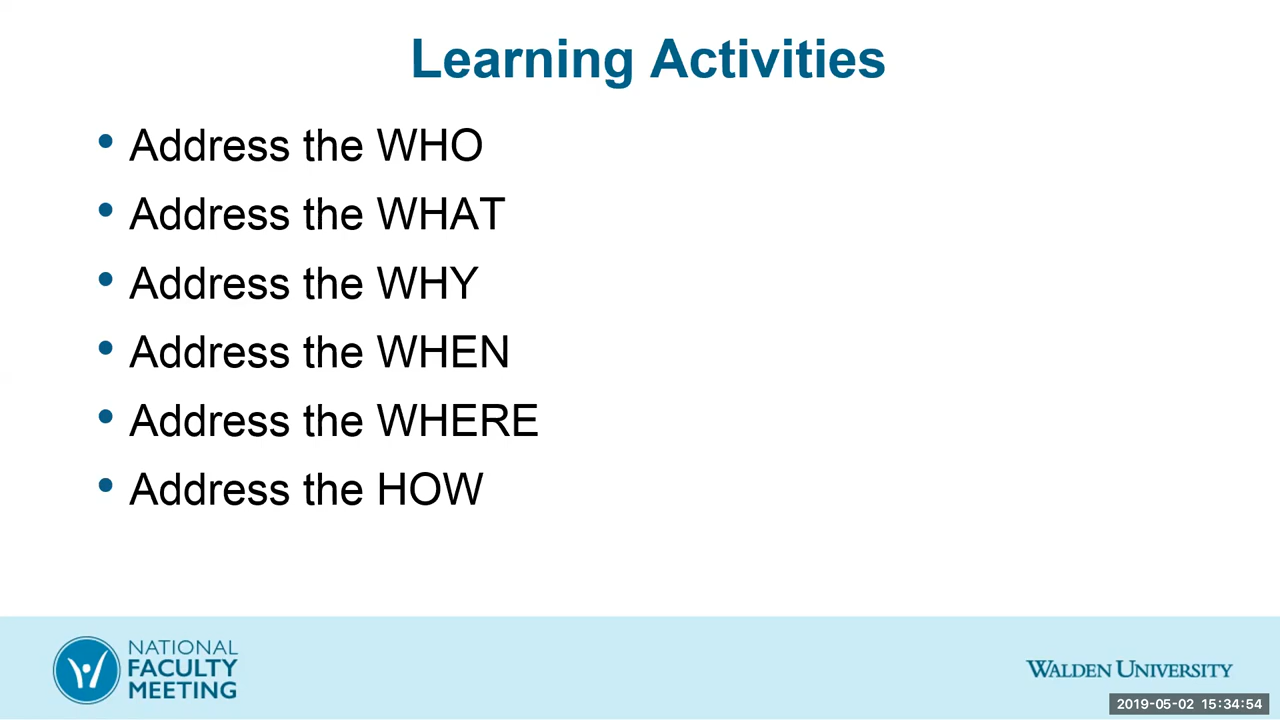 Learning Activities
• Address the WHO
• Address the WHAT
• Address the WHY
• Address the WHEN
• Address the WHERE
• Address the HOW
NATIONAL
FACULTY
MEETING
WALDEN UNIVERSITY
2019-05-02 15:34:54